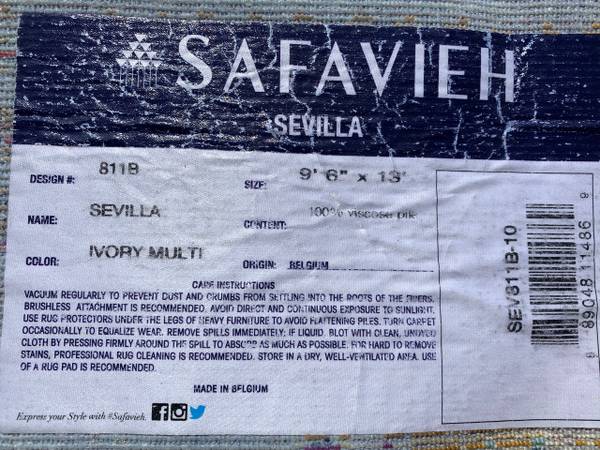 SAFAVIEH
SEVILLA
DESIGN #: 811B
SIZE: 9' 6" x 13'
NAME: SEVILLA
CONTENT: 100% viscose pile
COLOR: IVORY MULTI
ORIGIN: BELGIUM
CARE INSTRUCTIONS
VACUUM REGULARLY TO PREVENT DUST AND CRUMBS FROM SETTLING INTO THE ROOTS OF THE FIBERS.
BRUSHLESS ATTACHMENT IS RECOMMENDED. AVOID DIRECT AND CONTINUOUS EXPOSURE TO SUNLIGHT.
USE RUG PROTECTORS UNDER THE LEGS OF HEAVY FURNITURE TO AVOID FLATTENING PILES. TURN CARPET
OCCASIONALLY TO EQUALIZE WEAR. REMOVE SPILLS IMMEDIATELY; IF LIQUID, BLOT WITH CLEAN, UNDYED
CLOTH BY PRESSING FIRMLY AROUND THE SPILL TO ABSORB AS MUCH AS POSSIBLE. FOR HARD TO REMOVE
STAINS, PROFESSIONAL RUG CLEANING IS RECOMMENDED. STORE IN A DRY, WELL-VENTILATED AREA. USE
OF A RUG PAD IS RECOMMENDED.
MADE IN BELGIUM
Express your Style with #Safavieh.
SEV811B-10
8 89048 11486 9